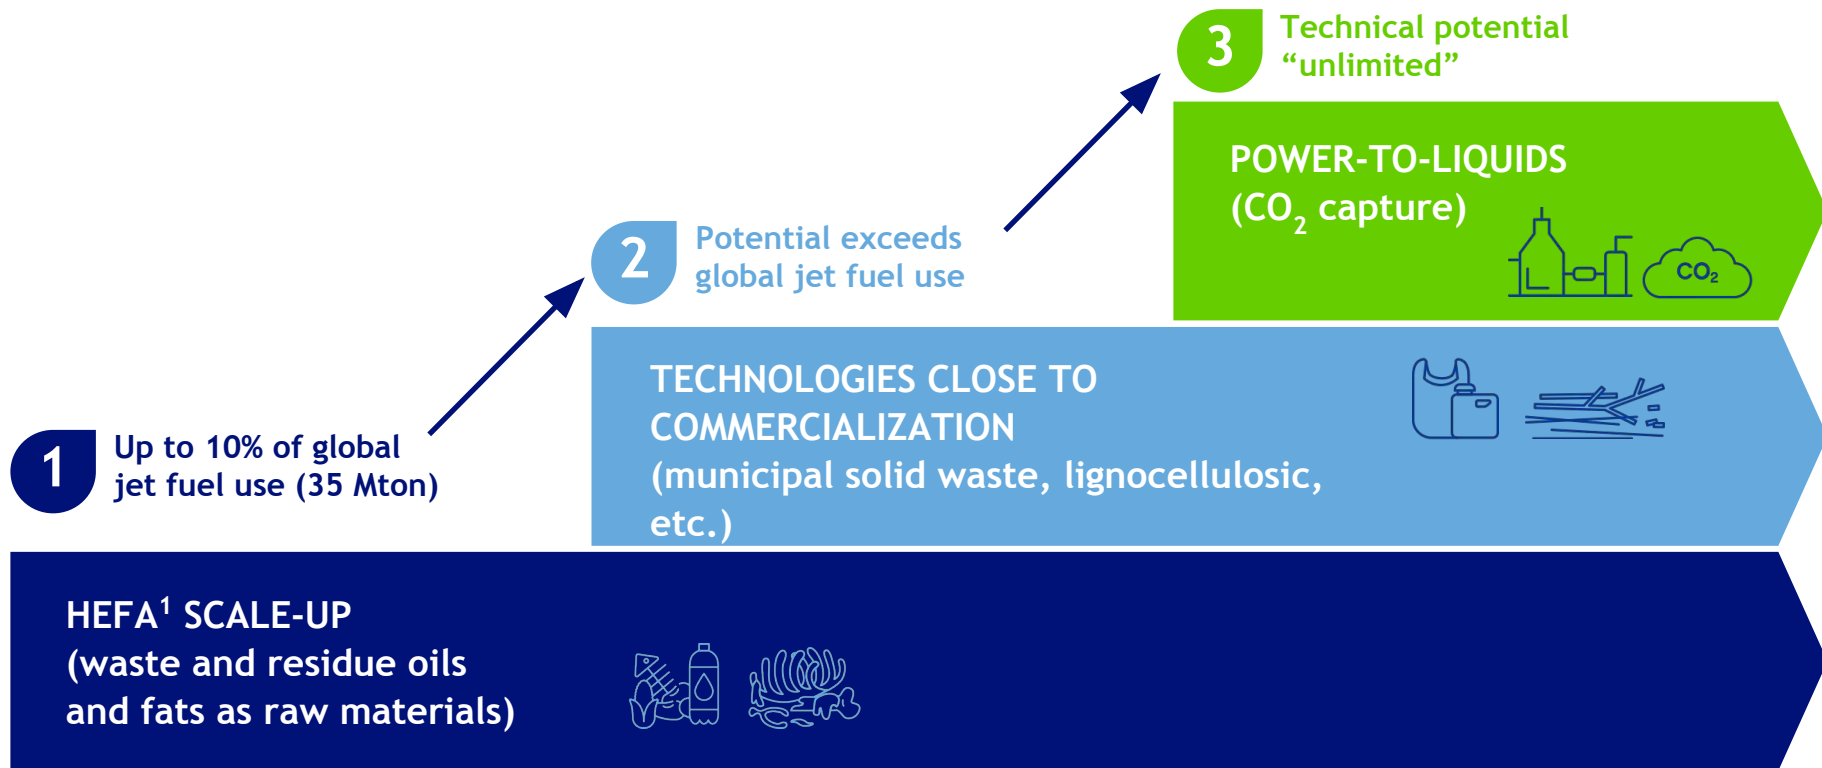 3
Technical potential
“unlimited”
POWER-TO-LIQUIDS
(CO₂ capture)
CO₂
2
Potential exceeds
global jet fuel use
TECHNOLOGIES CLOSE TO
COMMERCIALIZATION
(municipal solid waste, lignocellulosic,
etc.)
1
Up to 10% of global
jet fuel use (35 Mton)
HEFA¹ SCALE-UP
(waste and residue oils
and fats as raw materials)